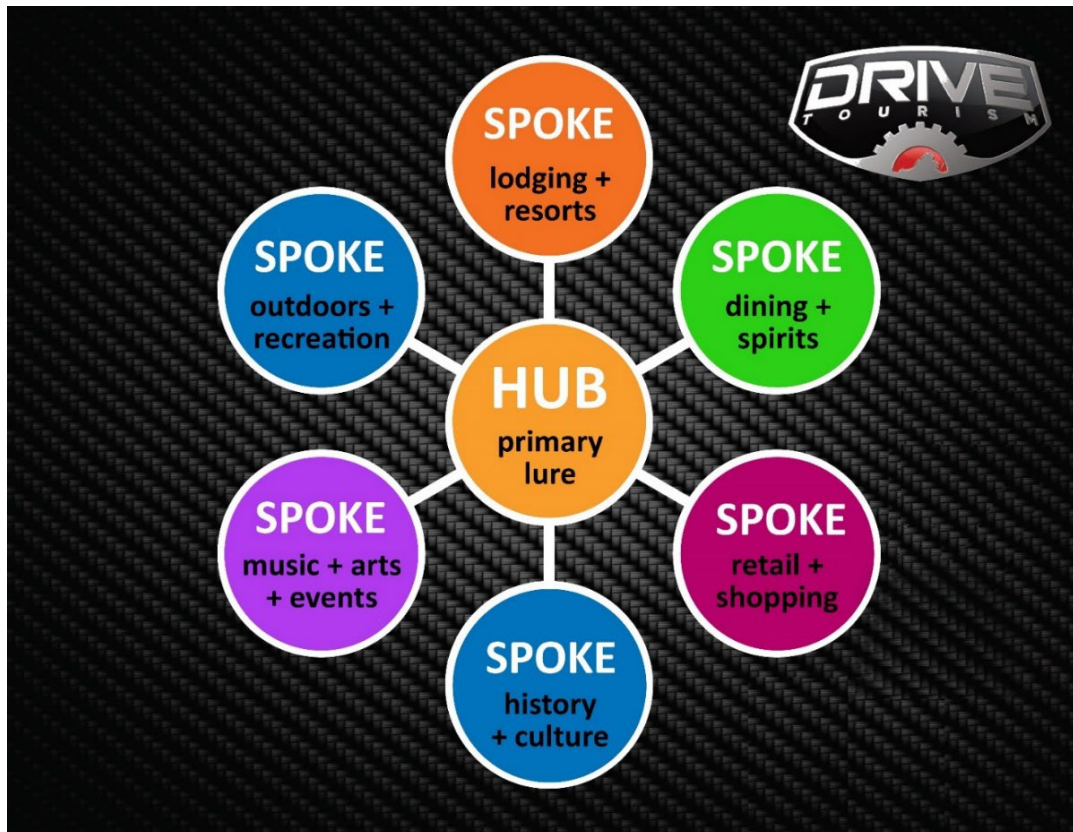 DRIVE
TOURISM
SPOKE
lodging +
resorts
SPOKE
outdoors +
recreation
SPOKE
dining +
spirits
HUB
primary
lure
SPOKE
music + arts
+ events
SPOKE
retail +
shopping
SPOKE
history
+ culture